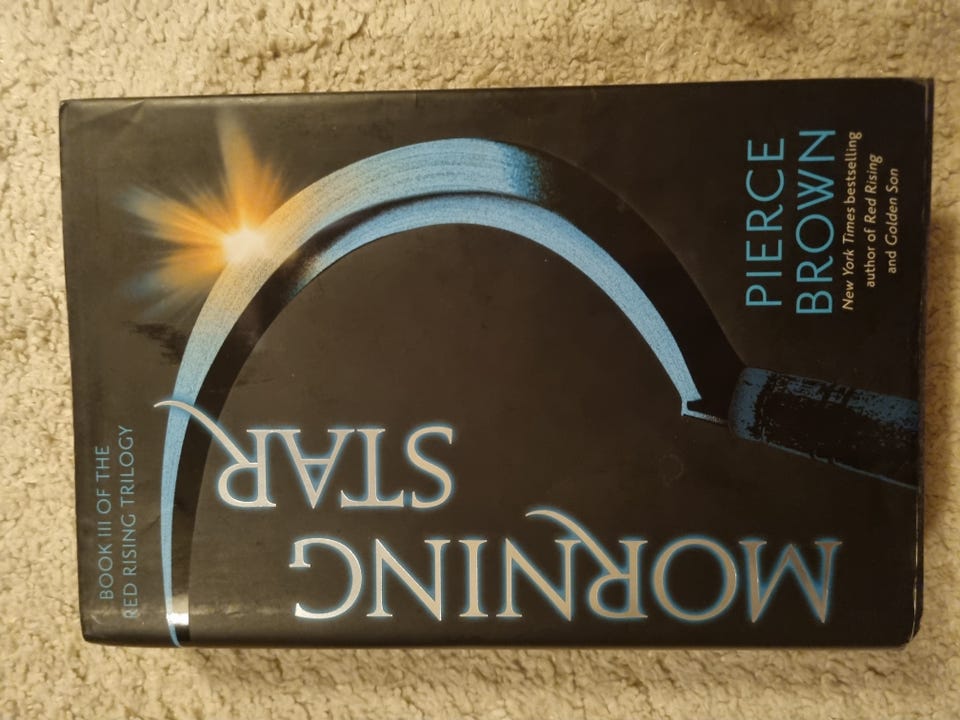 BOOK III OF THE
RED RISING TRILOGY
MORNING
STAR
PIERCE
BROWN
New York Times bestselling
author of Red Rising
and Golden Son